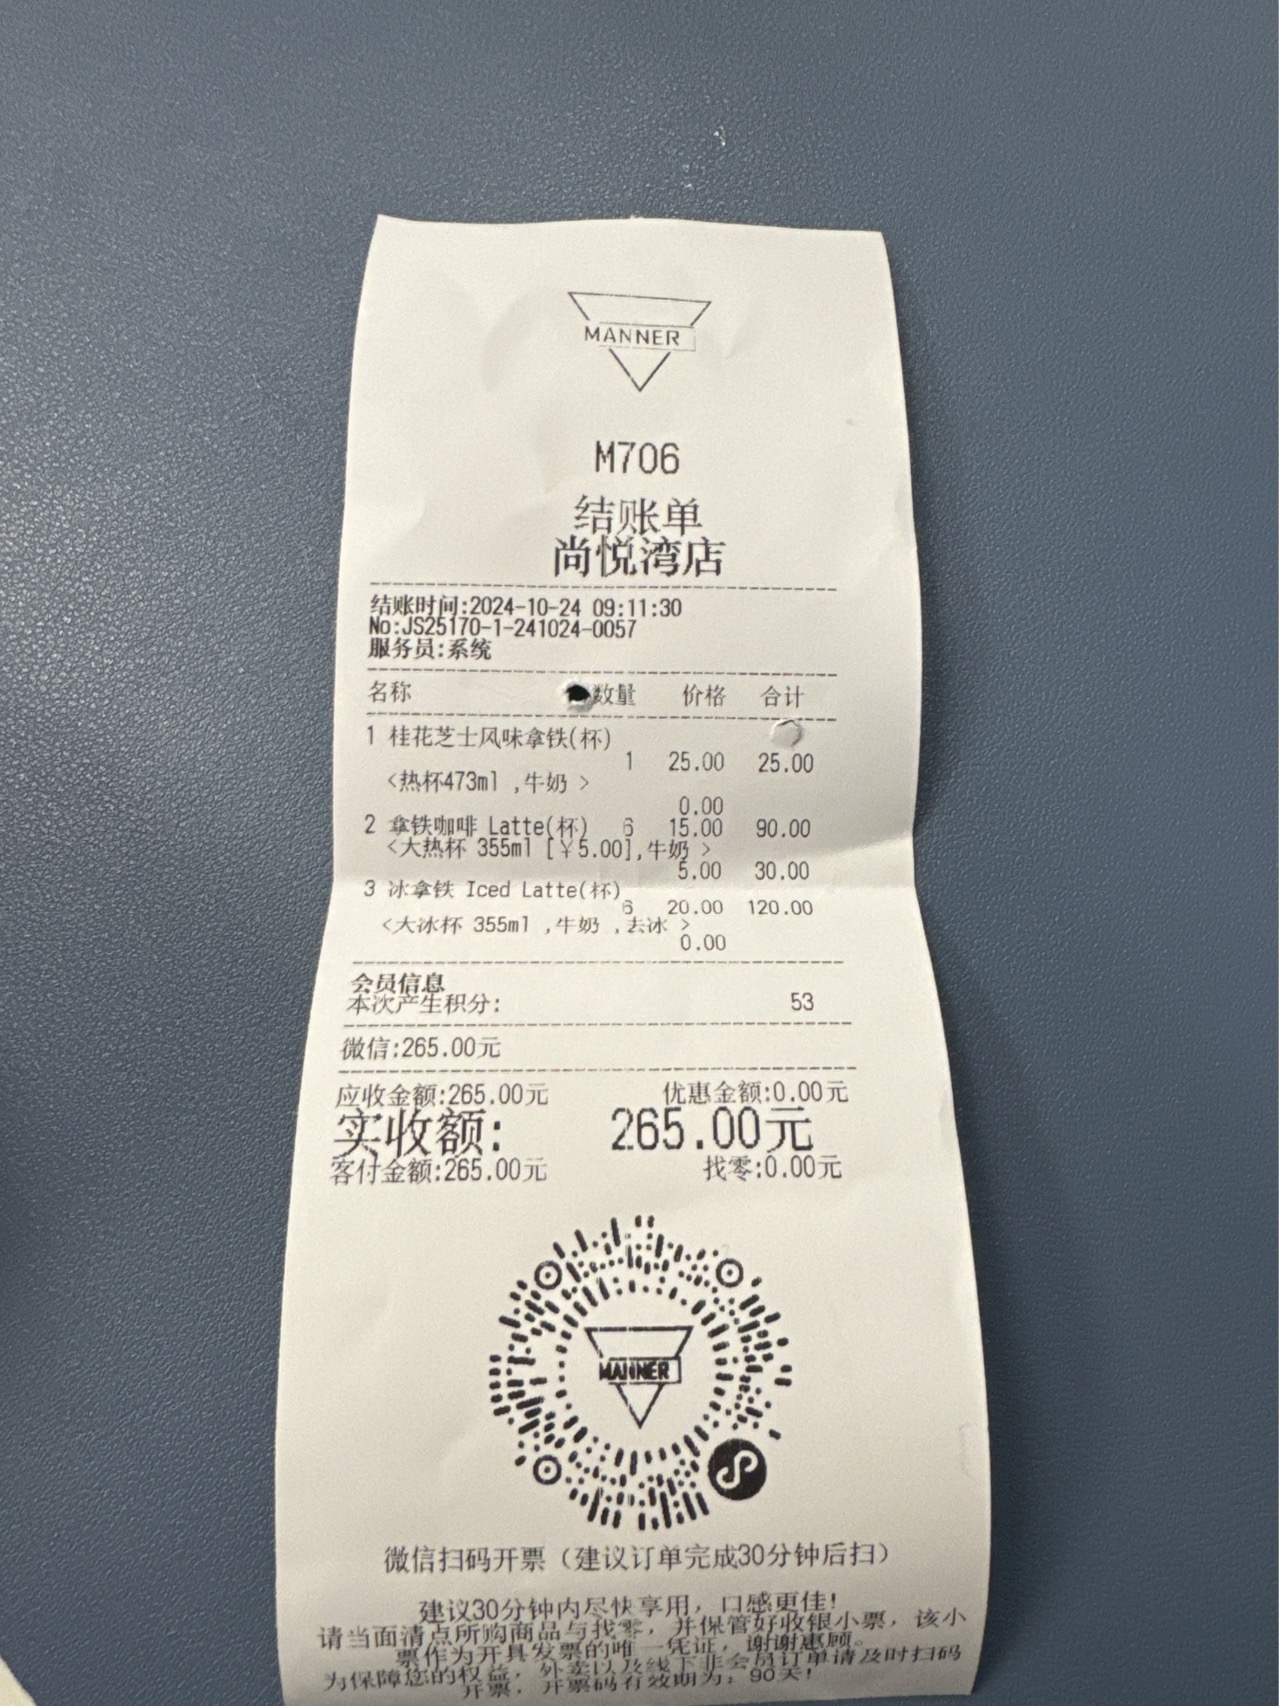 MANNER
M706
结账单
尚悦湾店
结账时间:2024-10-24 09:11:30
No:JS25170-1-241024-0057
服务员:系统
名称 数量 价格 合计
1 桂花芝士风味拿铁(杯)
1 25.00 25.00
<热杯473ml ,牛奶 >
0.00
2 拿铁咖啡 Latte(杯) 6 15.00 90.00
<大热杯 355ml [￥5.00],牛奶 >
5.00 30.00
3 冰拿铁 Iced Latte(杯)
6 20.00 120.00
<大冰杯 355ml ,牛奶 ,去冰 >
0.00
会员信息
本次产生积分: 53
微信:265.00元
应收金额:265.00元 优惠金额:0.00元
实收额: 265.00元
客付金额:265.00元 找零:0.00元
MANNER
微信扫码开票（建议订单完成30分钟后扫）
建议30分钟内尽快享用，口感更佳!
请当面清点所购商品与找零，并保管好收银小票，该小
票作为开具发票的唯一凭证，谢谢惠顾。
为保障您的权益，外卖以及线下非会员订单请及时扫码
开票，开票码有效期为：90天!